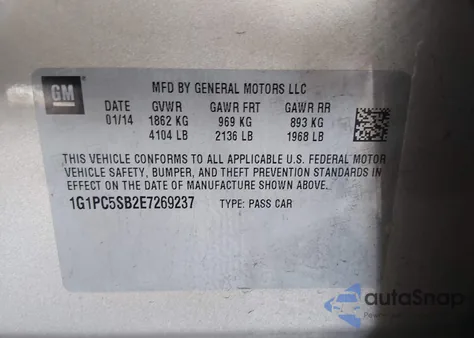 GM
MFD BY GENERAL MOTORS LLC
DATE GVWR GAWR FRT GAWR RR
01/14 1862 KG 969 KG 893 KG
4104 LB 2136 LB 1968 LB
THIS VEHICLE CONFORMS TO ALL APPLICABLE U.S. FEDERAL MOTOR
VEHICLE SAFETY, BUMPER, AND THEFT PREVENTION STANDARDS IN
EFFECT ON THE DATE OF MANUFACTURE SHOWN ABOVE.
1G1PC5SB2E7269237 TYPE: PASS CAR
autoSnap